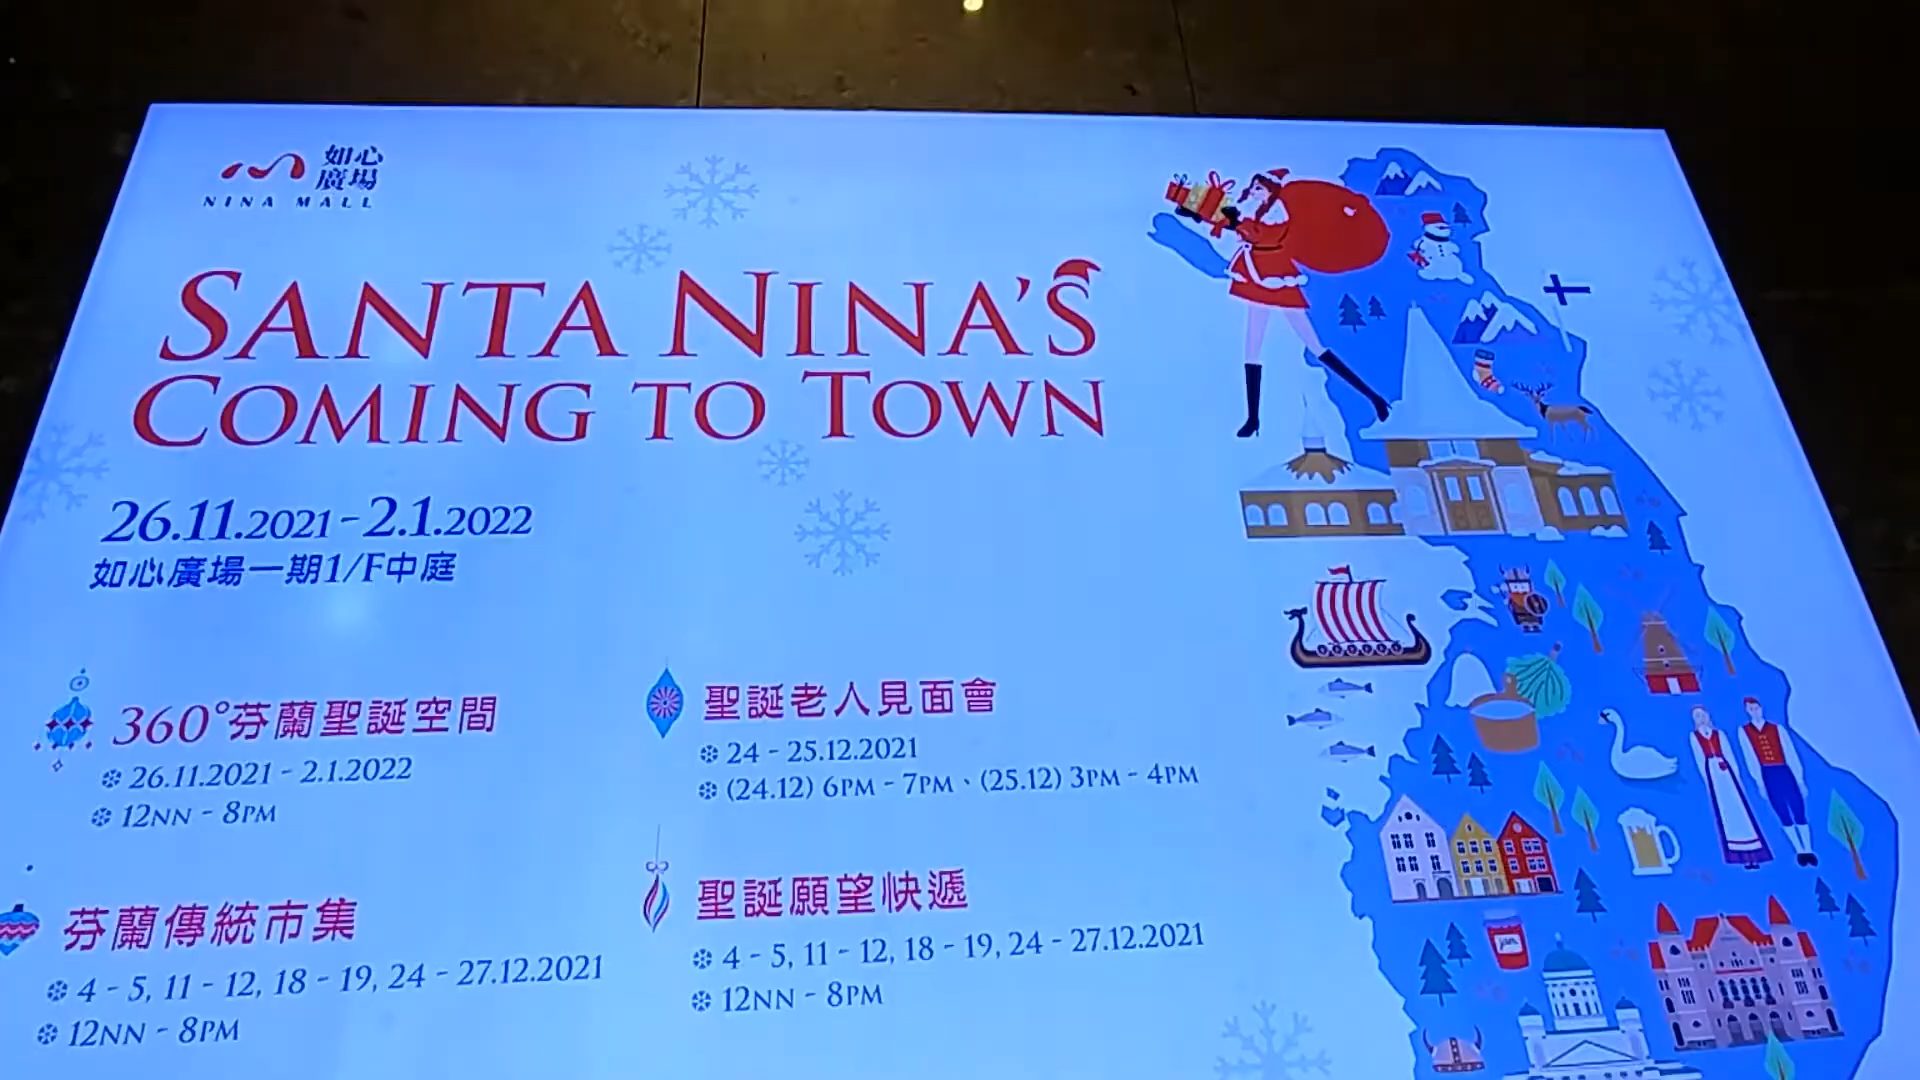 如心
廣場
NINA MALL
SANTA NINA'S
COMING TO TOWN
26.11.2021 - 2.1.2022
如心廣場一期1/F中庭
360°芬蘭聖誕空間
26.11.2021 - 2.1.2022
12NN - 8PM
芬蘭傳統市集
4 - 5, 11 - 12, 18 - 19, 24 - 27.12.2021
12NN - 8PM
聖誕老人見面會
24 - 25.12.2021
(24.12) 6PM - 7PM、(25.12) 3PM - 4PM
聖誕願望快遞
4 - 5, 11 - 12, 18 - 19, 24 - 27.12.2021
12NN - 8PM
jam